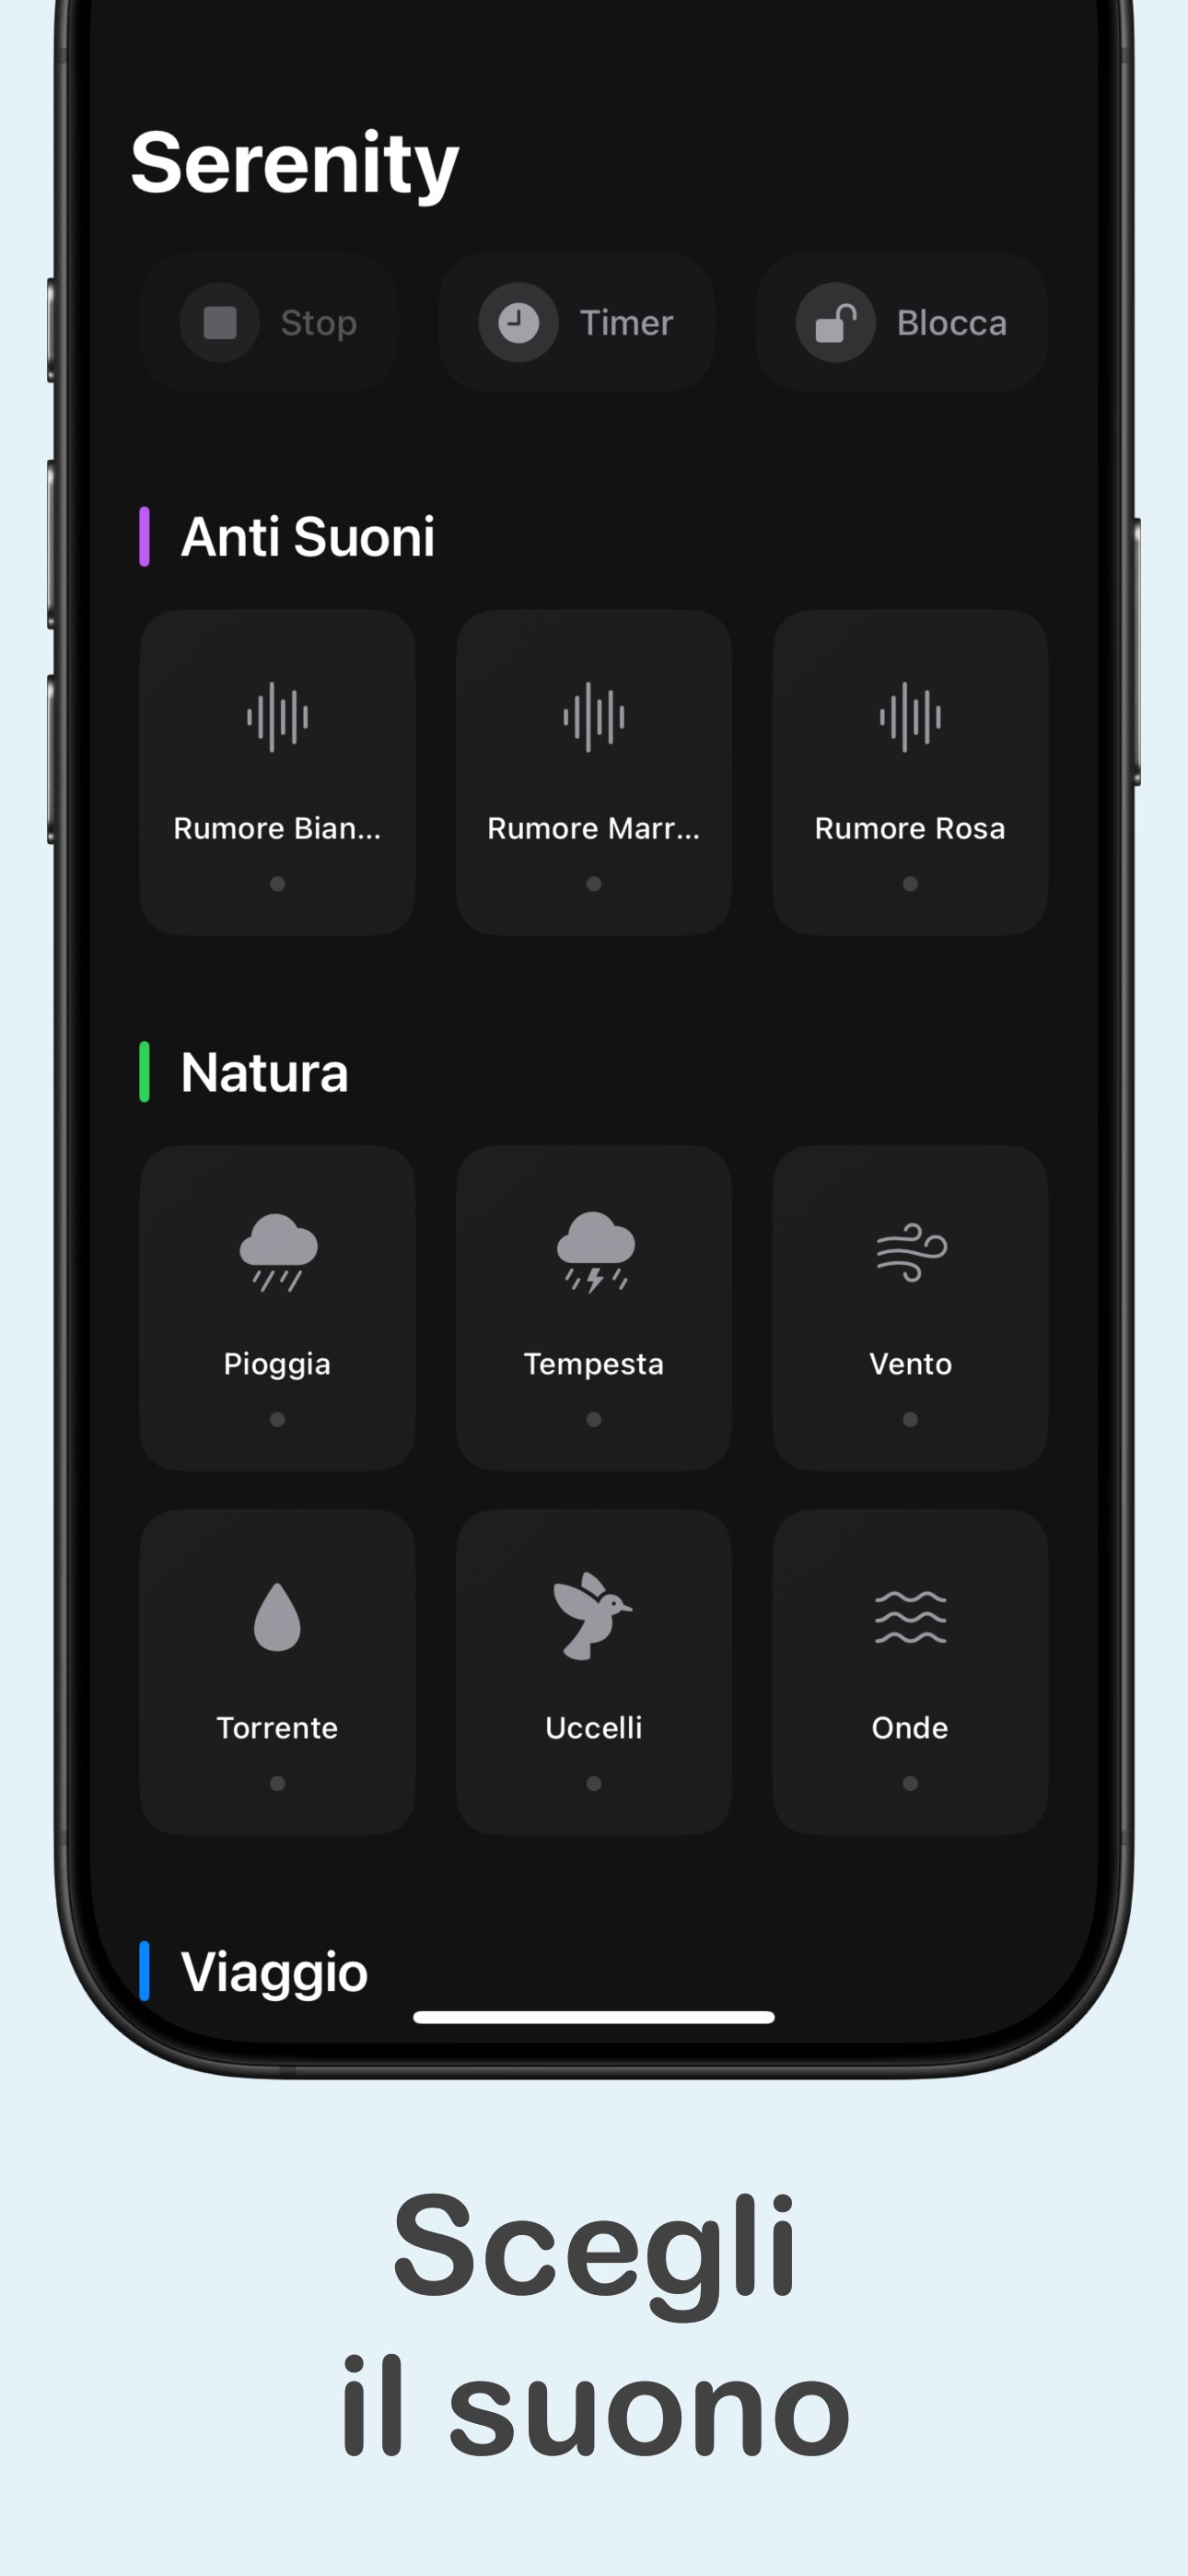 Serenity
Stop Timer Blocca
Anti Suoni
Rumore Bian... Rumore Marr... Rumore Rosa
Natura
Pioggia Tempesta Vento
Torrente Uccelli Onde
Viaggio
Scegli
il suono